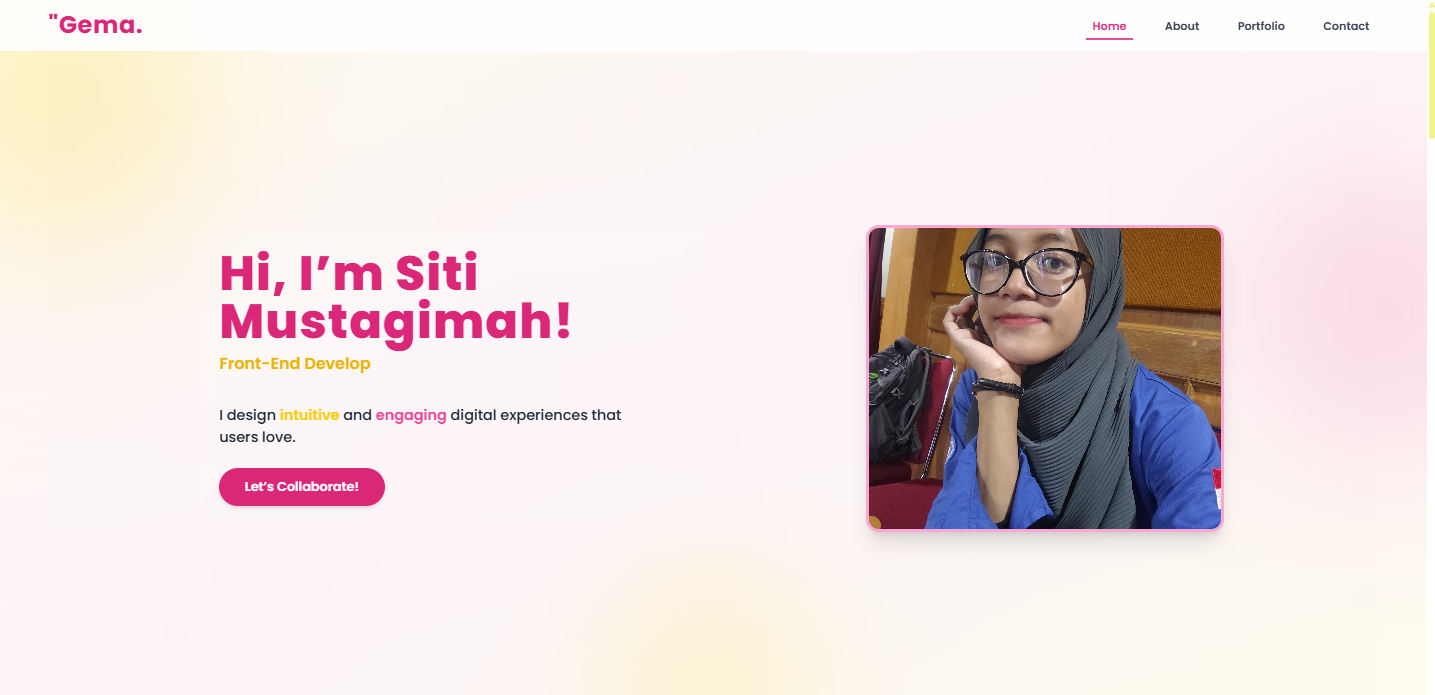 "Gema.
Home About Portfolio Contact
Hi, I’m Siti
Mustagimah!
Front-End Develop
I design intuitive and engaging digital experiences that
users love.
Let’s Collaborate!